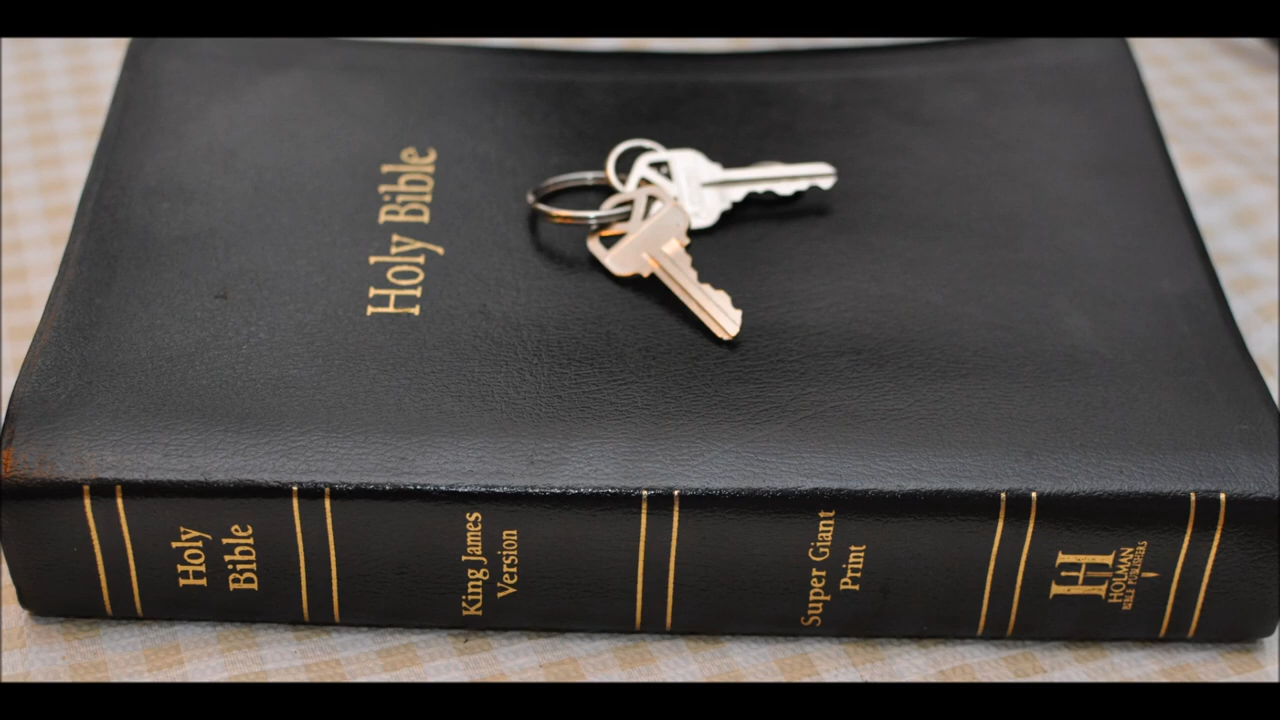 Holy Bible
Holy
Bible
King James
Version
Super Giant
Print
HOLMAN
BIBLE PUBLISHERS